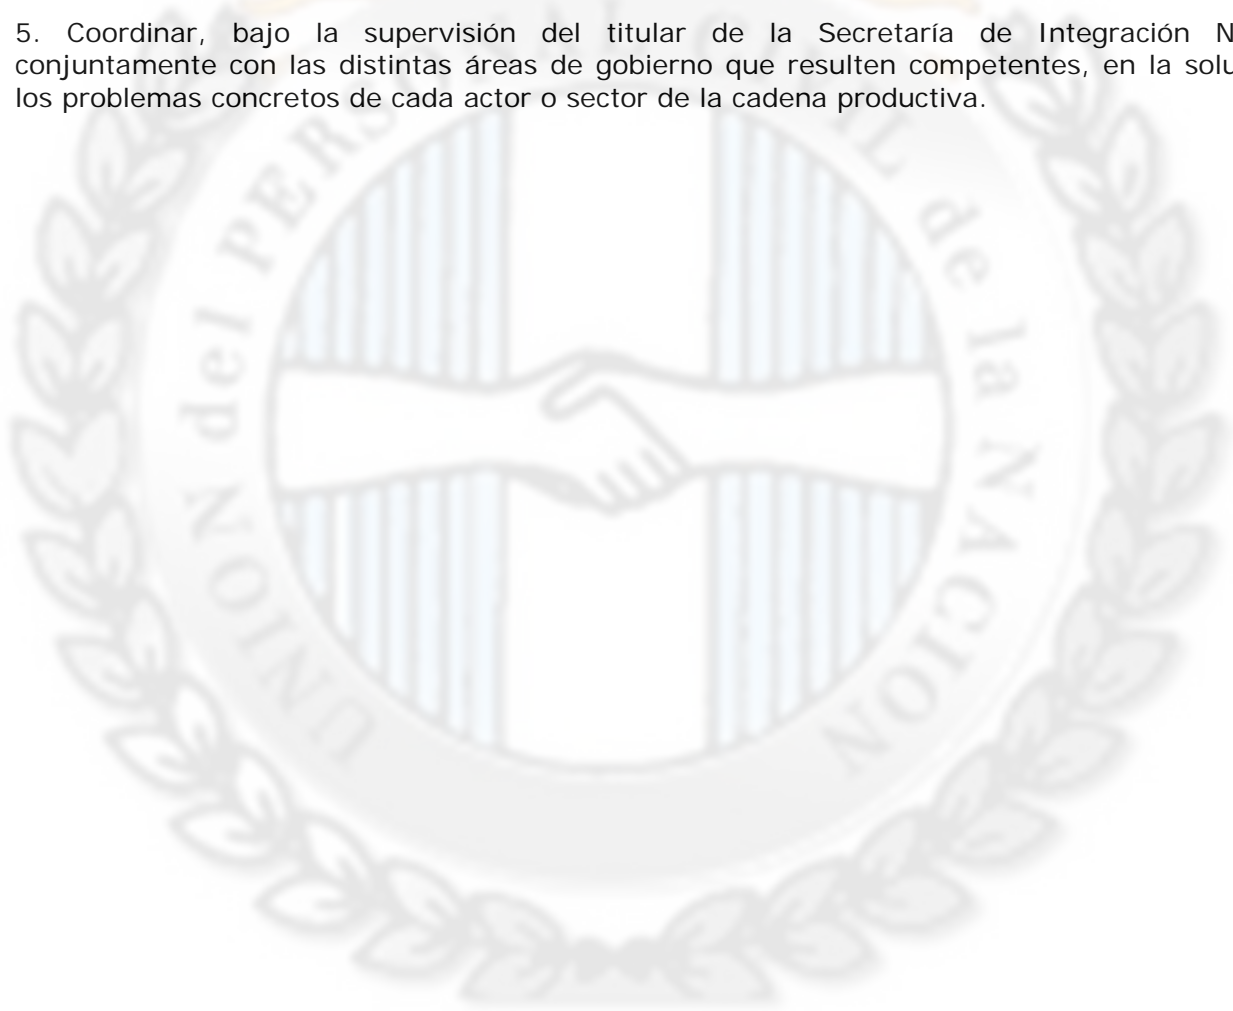 5. Coordinar, bajo la supervisión del titular de la Secretaría de Integración
conjuntamente con las distintas áreas de gobierno que resulten competentes, en la
los problemas concretos de cada actor o sector de la cadena productiva.
UNION del PERSONAL CIVIL de la NACION